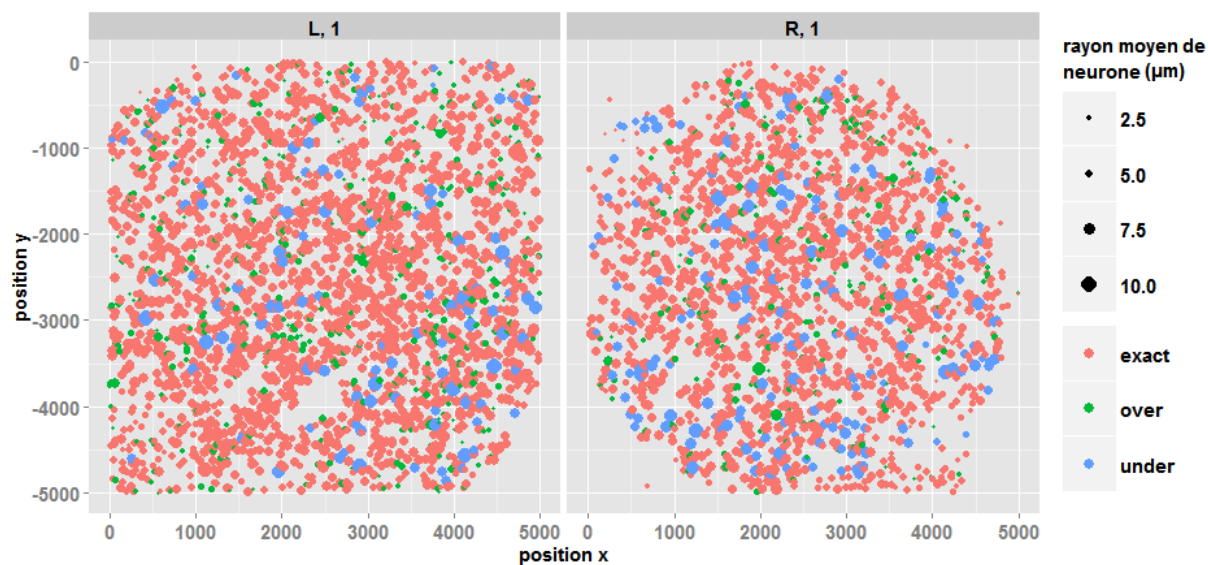 L, 1
R, 1
0
-1000
-2000
-3000
-4000
-5000
position y
0 1000 2000 3000 4000 5000
0 1000 2000 3000 4000 5000
position x
rayon moyen de
neurone (µm)
2.5
5.0
7.5
10.0
exact
over
under